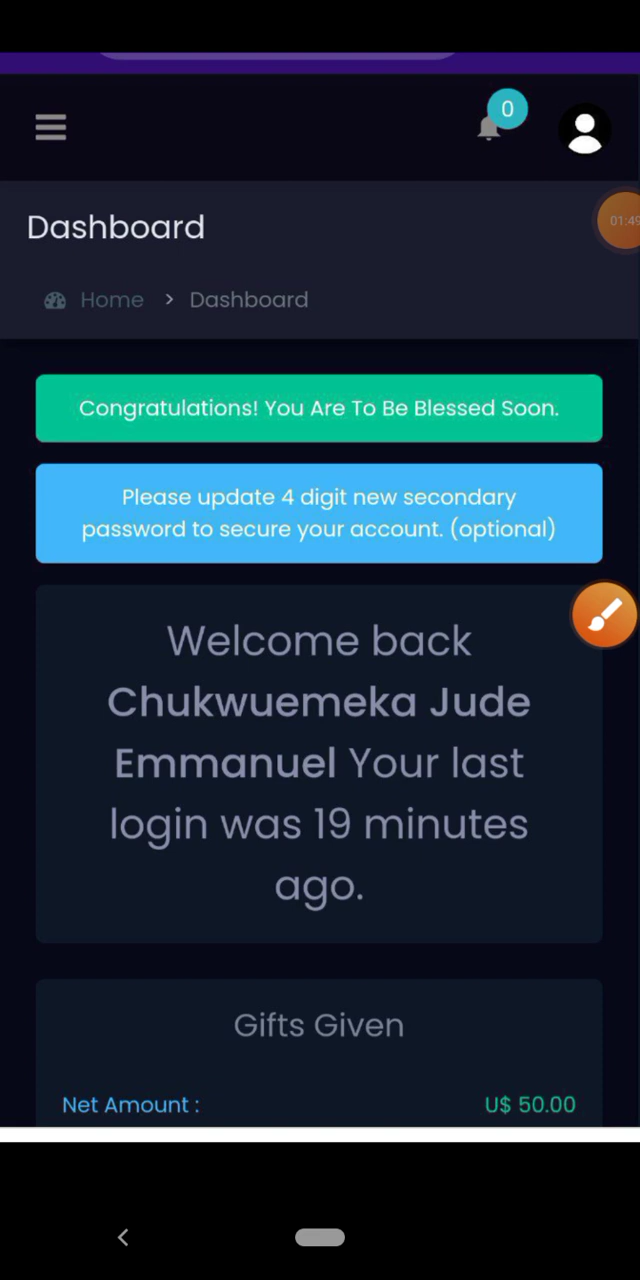 0
Dashboard
01:49
Home > Dashboard
Congratulations! You Are To Be Blessed Soon.
Please update 4 digit new secondary
password to secure your account. (optional)
Welcome back
Chukwuemeka Jude
Emmanuel Your last
login was 19 minutes
ago.
Gifts Given
Net Amount : U$ 50.00